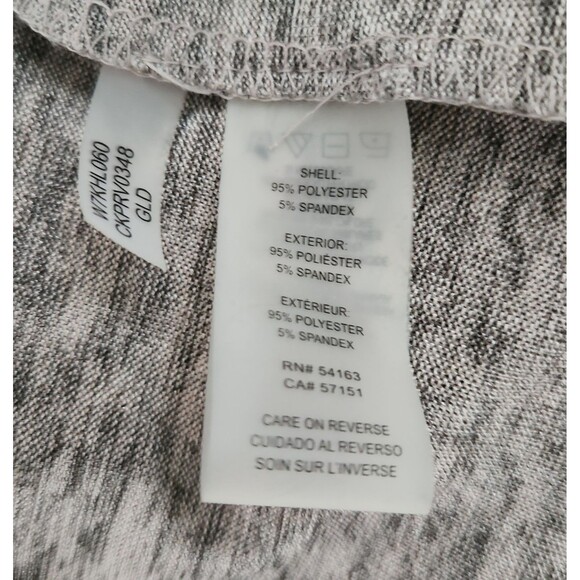 W7KHL060
CKPRV0348
GLD
SHELL:
95% POLYESTER
5% SPANDEX
EXTERIOR:
95% POLIÉSTER
5% SPANDEX
EXTÉRIEUR:
95% POLYESTER
5% SPANDEX
RN# 54163
CA# 57151
CARE ON REVERSE
CUIDADO AL REVERSO
SOIN SUR L'INVERSE